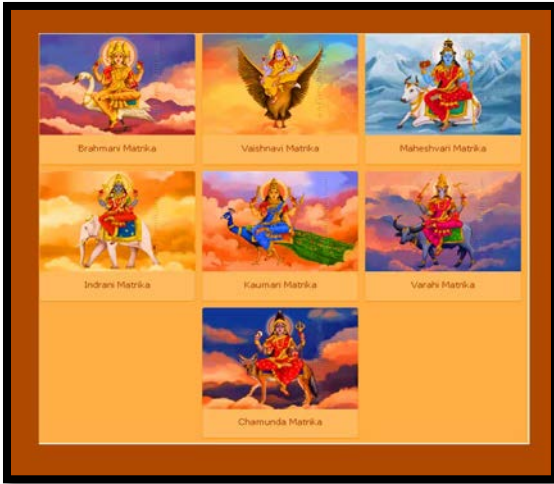 Brahmani Matrika
Vaishnavi Matrika
Maheshvari Matrika
Indrani Matrika
Kaumari Matrika
Varahi Matrika
Chamunda Matrika